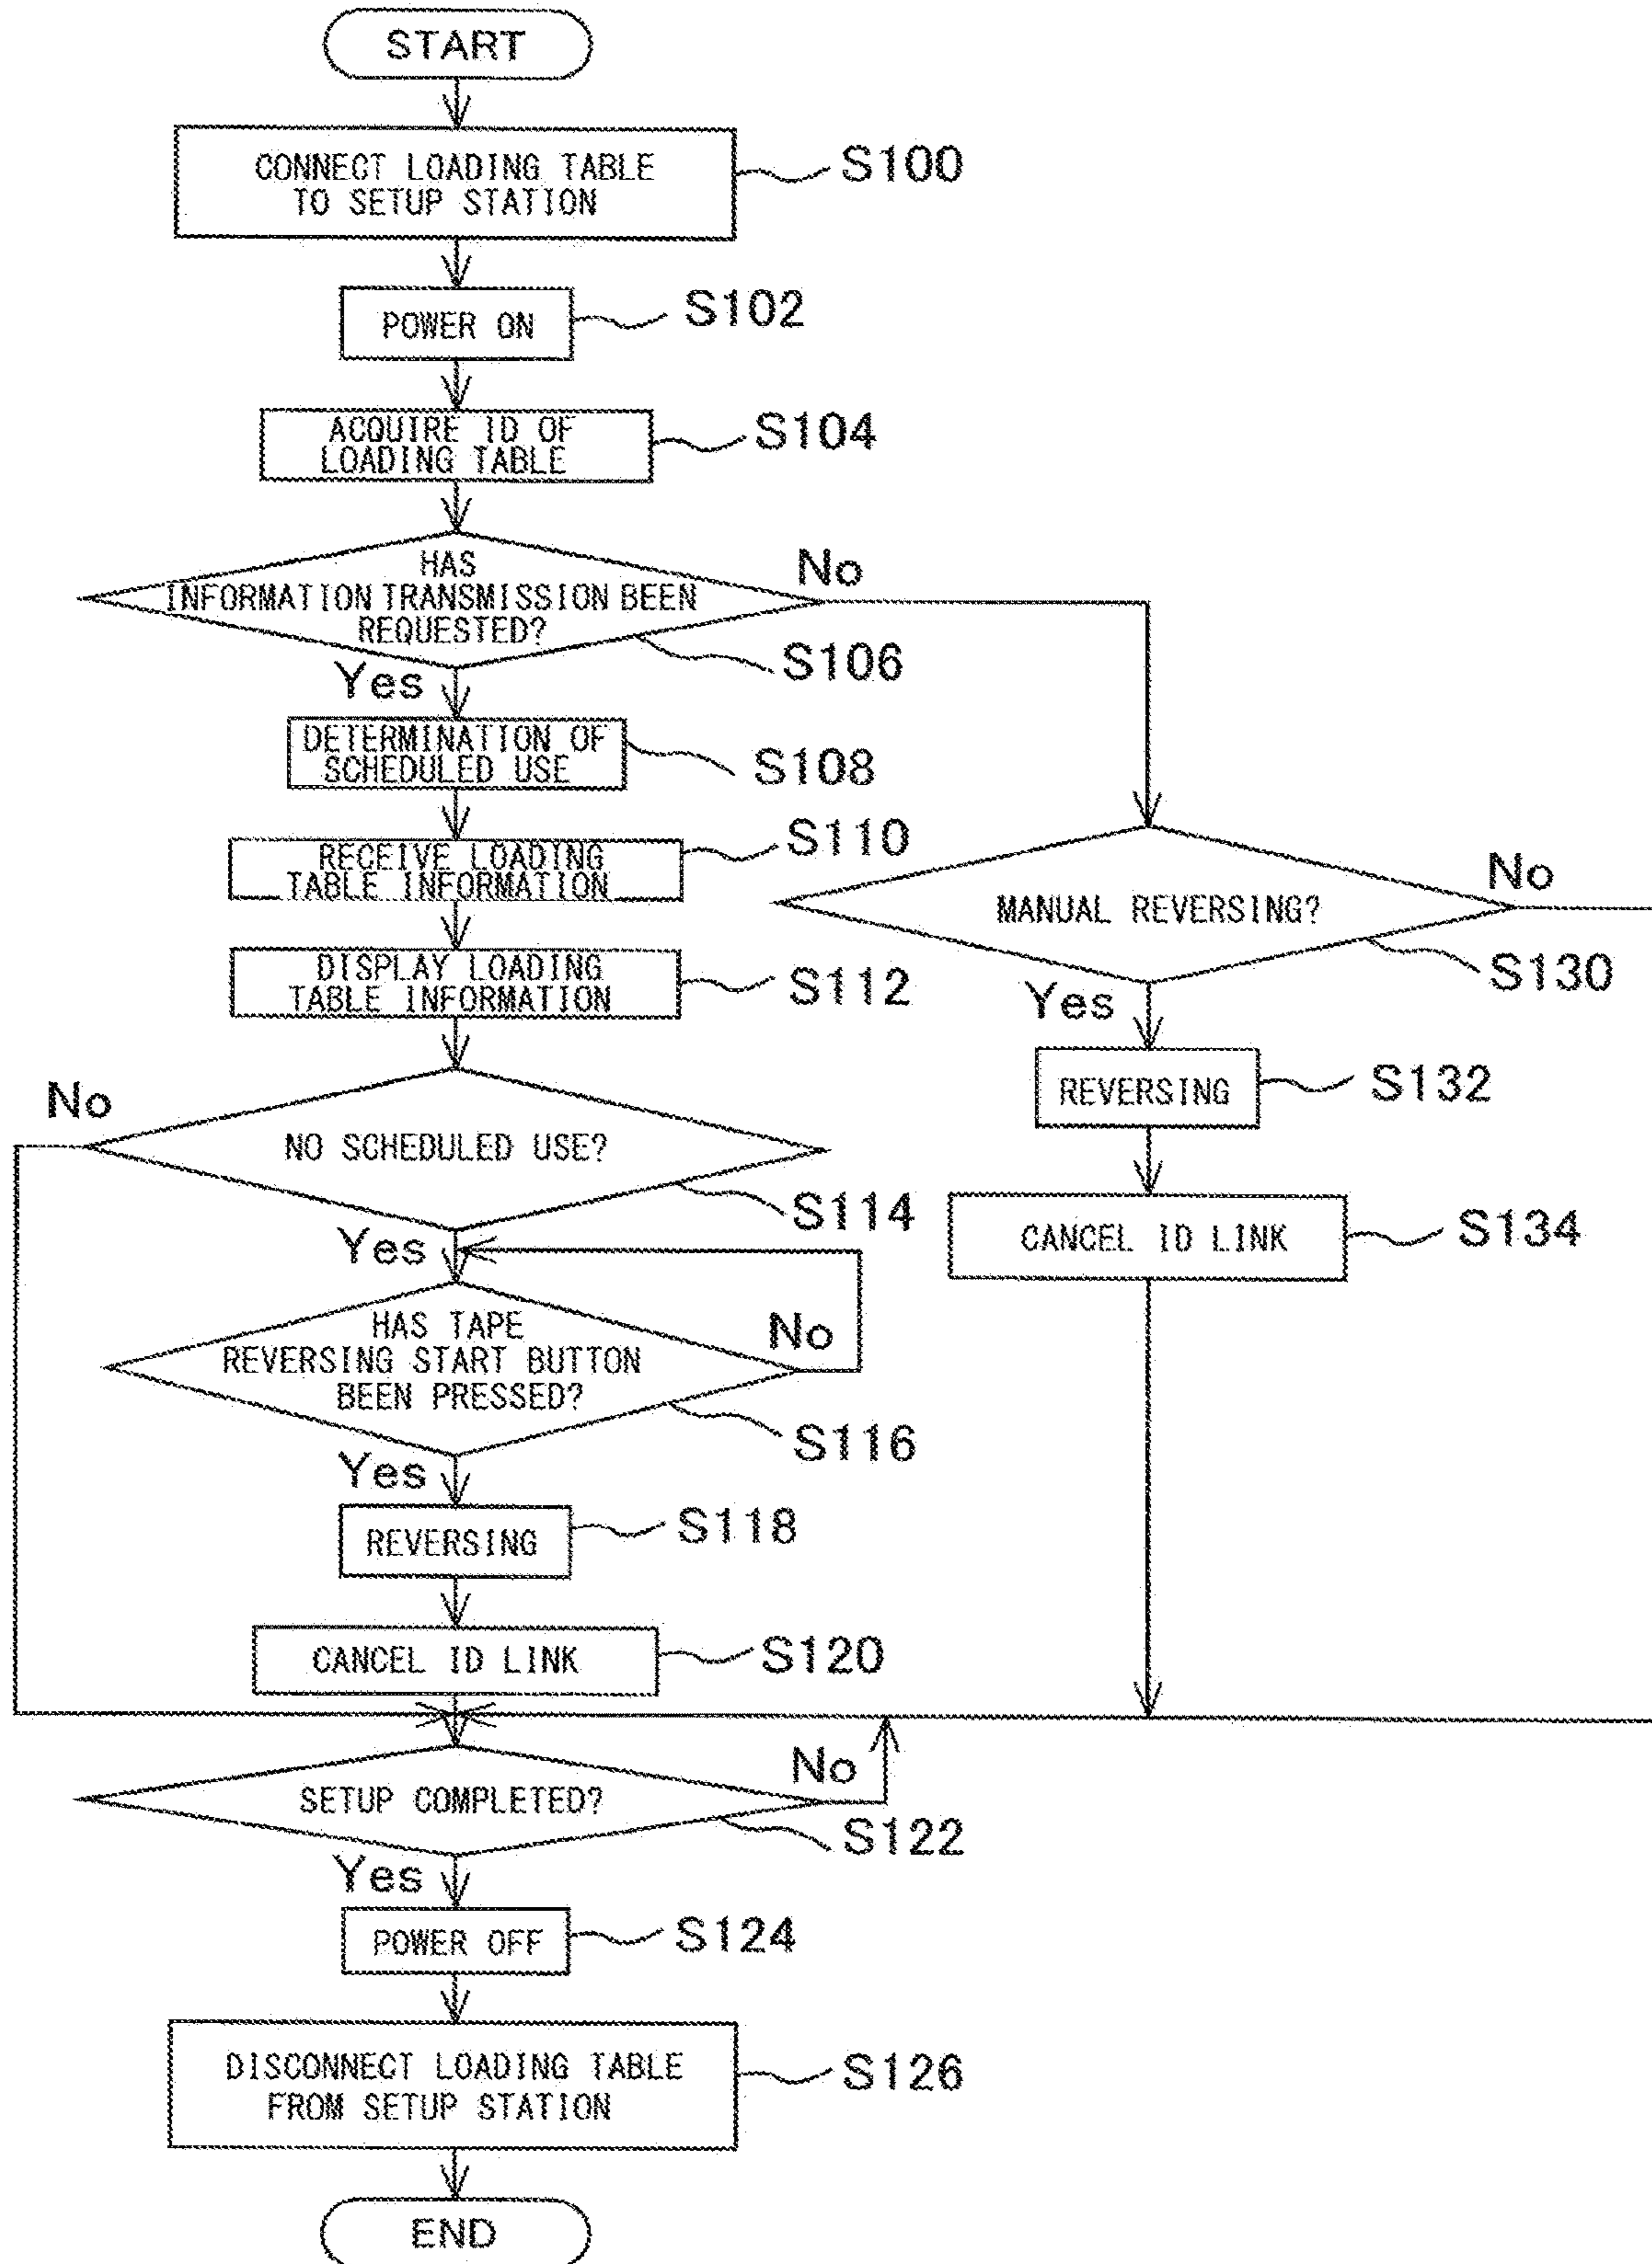 START
CONNECT LOADING TABLE
TO SETUP STATION
S100
POWER ON
S102
ACQUIRE ID OF
LOADING TABLE
S104
HAS
INFORMATION TRANSMISSION BEEN
REQUESTED?
No
S106
Yes
DETERMINATION OF
SCHEDULED USE
S108
RECEIVE LOADING
TABLE INFORMATION
S110
DISPLAY LOADING
TABLE INFORMATION
S112
NO SCHEDULED USE?
No
S114
Yes
HAS TAPE
REVERSING START BUTTON
BEEN PRESSED?
No
S116
Yes
REVERSING
S118
CANCEL ID LINK
S120
MANUAL REVERSING?
No
S130
Yes
REVERSING
S132
CANCEL ID LINK
S134
SETUP COMPLETED?
No
S122
Yes
POWER OFF
S124
DISCONNECT LOADING TABLE
FROM SETUP STATION
S126
END